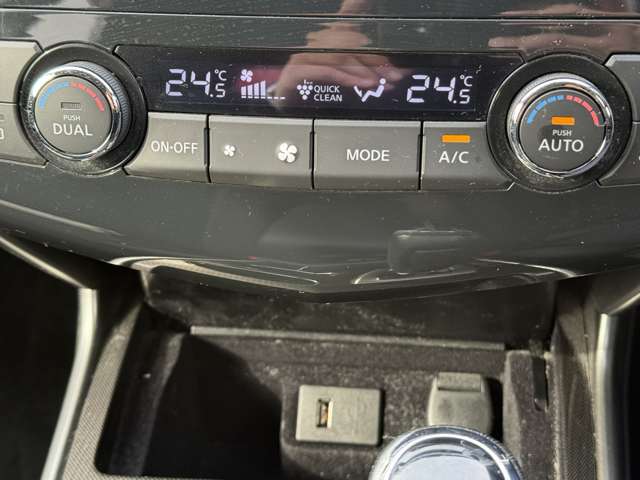 24.5°C QUICK CLEAN 24.5°C
PUSH DUAL
ON·OFF
MODE
A/C
PUSH AUTO